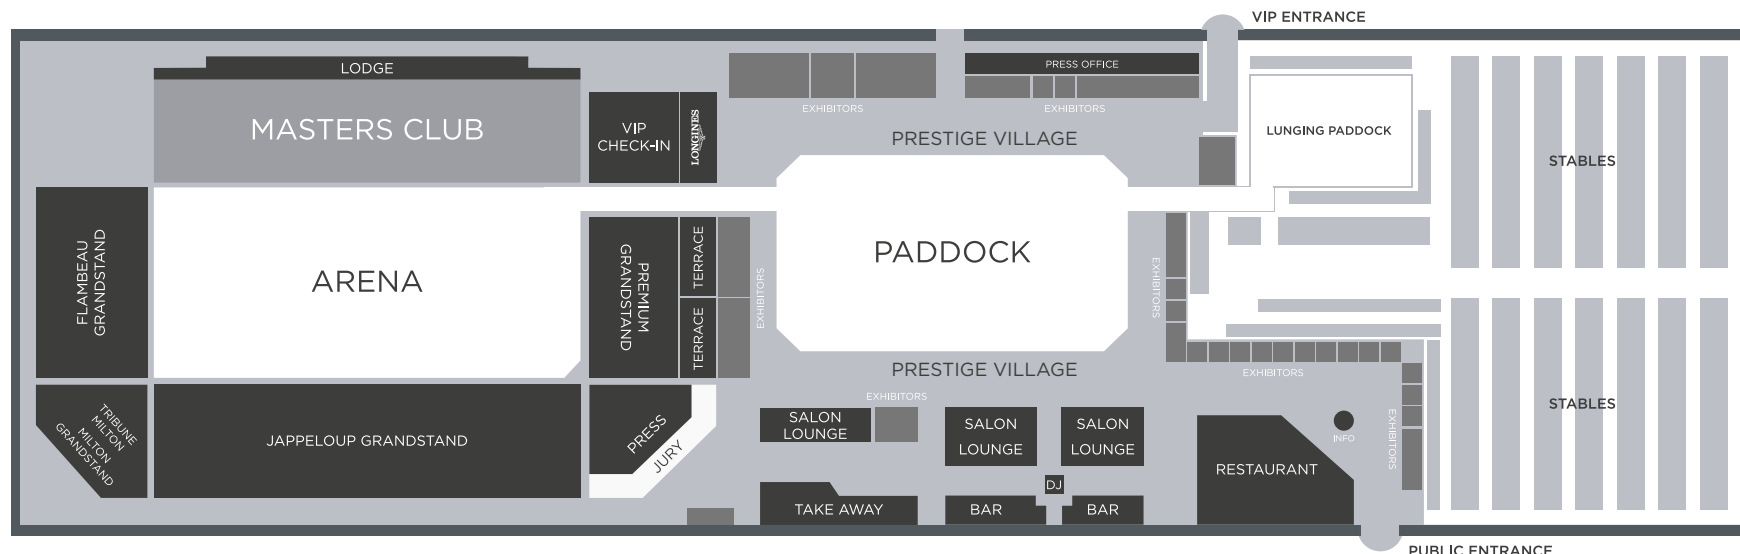 VIP ENTRANCE
LODGE
PRESS OFFICE
MASTERS CLUB
VIP
CHECK-IN
LONGINES
EXHIBITORS
EXHIBITORS
PRESTIGE VILLAGE
LUNGING PADDOCK
STABLES
FLAMBEAU
GRANDSTAND
ARENA
PREMIUM
GRANDSTAND
TERRACE
TERRACE
EXHIBITORS
PADDOCK
EXHIBITORS
PRESTIGE VILLAGE
EXHIBITORS
EXHIBITORS
TRIBUNE
MILTON
MILTON
GRANDSTAND
JAPPELOUP GRANDSTAND
PRESS
JURY
SALON
LOUNGE
SALON
LOUNGE
SALON
LOUNGE
INFO
EXHIBITORS
STABLES
RESTAURANT
DJ
TAKE AWAY
BAR
BAR
PUBLIC ENTRANCE